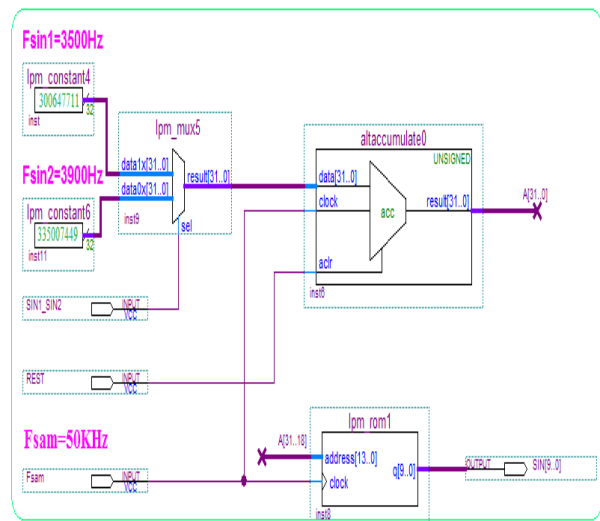 Fsin1=3500Hz
lpm_constant4
300647711
32
inst
Fsin2=3900Hz
lpm_constant6
335007449
32
inst11
lpm_mux5
data1x[31..0]
data0x[31..0]
result[31..0]
sel
inst9
altaccumulate0
UNSIGNED
data[31..0]
clock
acc
result[31..0]
aclr
inst6
A[31..0]
SIN1_SIN2
INPUT
VCC
REST
INPUT
VCC
Fsam=50KHz
Fsam
INPUT
VCC
A[31..18]
lpm_rom1
address[13..0]
q[9..0]
clock
inst8
OUTPUT
SIN[9..0]